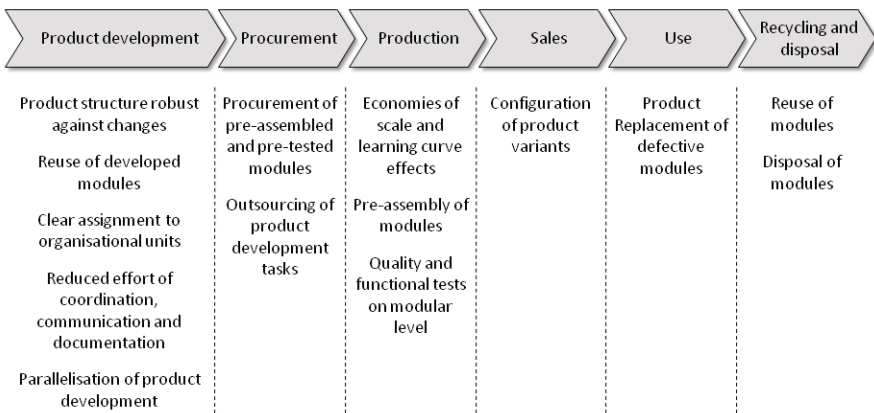 Product development
Procurement
Production
Sales
Use
Recycling and
disposal
Product structure robust
against changes
Reuse of developed
modules
Clear assignment to
organisational units
Reduced effort of
coordination,
communication and
documentation
Parallelisation of product
development
Procurement of
pre-assembled
and pre-tested
modules
Outsourcing of
product
development
tasks
Economies of
scale and
learning curve
effects
Pre-assembly of
modules
Quality and
functional tests
on modular
level
Configuration
of product
variants
Product
Replacement of
defective
modules
Reuse of
modules
Disposal of
modules